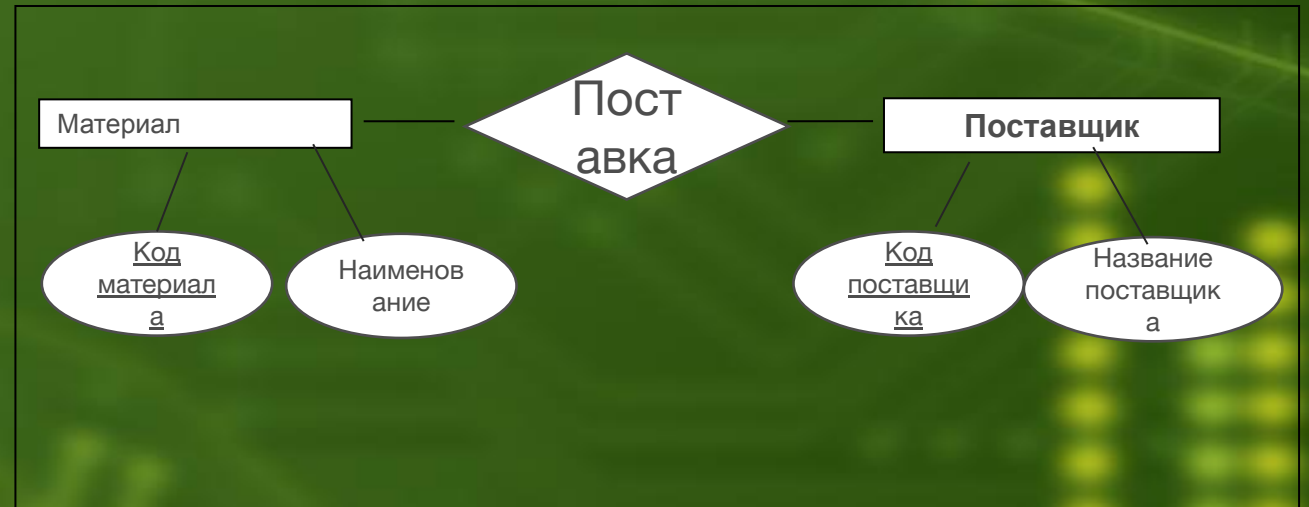 Пост
авка
Материал
Поставщик
Код
материал
а
Наименов
ание
Код
поставщи
ка
Название
поставщик
а